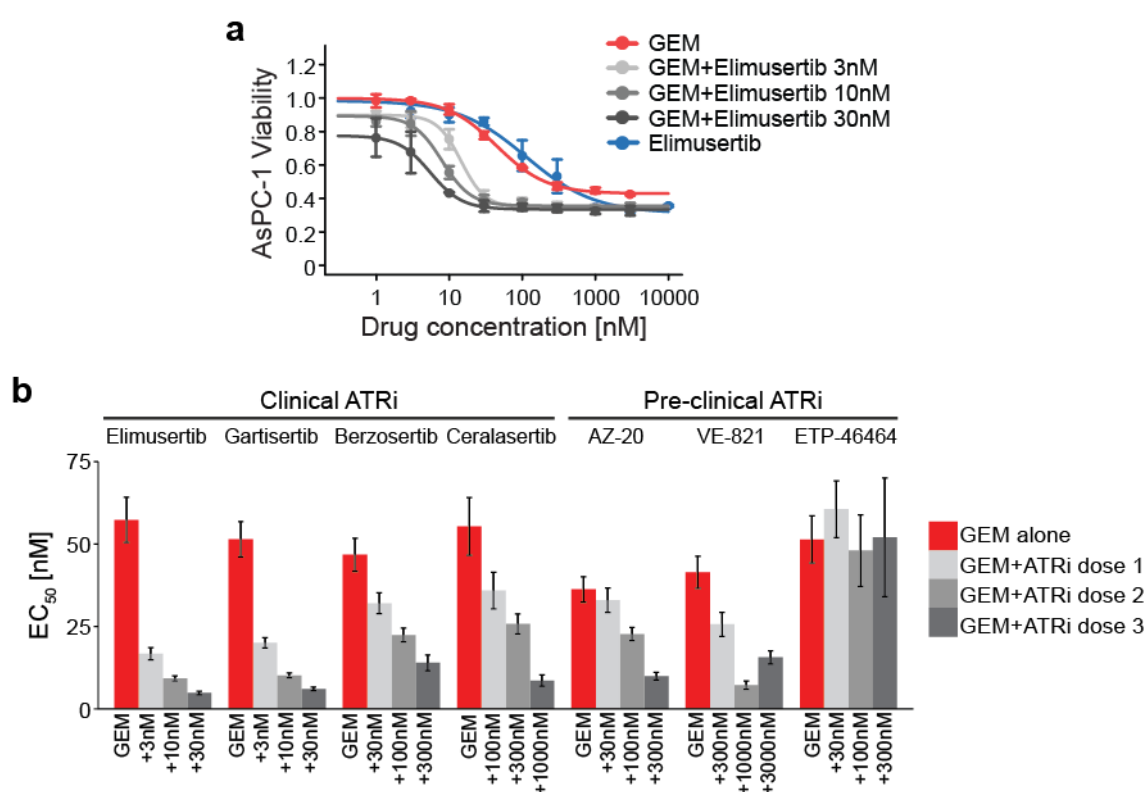 a
AsPC-1 Viability
1.2
1.0
0.8
0.6
0.4
0.2
0
1 10 100 1000 10000
Drug concentration [nM]
GEM
GEM+Elimusertib 3nM
GEM+Elimusertib 10nM
GEM+Elimusertib 30nM
Elimusertib
b
Clinical ATRi Pre-clinical ATRi
Elimusertib Gartisertib Berzosertib Ceralasertib AZ-20 VE-821 ETP-46464
EC50 [nM]
75
50
25
0
GEM +3nM +10nM +30nM GEM +3nM +10nM +30nM GEM +30nM +100nM +300nM GEM +100nM +300nM +1000nM GEM +30nM +100nM +300nM GEM +300nM +1000nM +3000nM GEM +30nM +100nM +300nM
GEM alone
GEM+ATRi dose 1
GEM+ATRi dose 2
GEM+ATRi dose 3